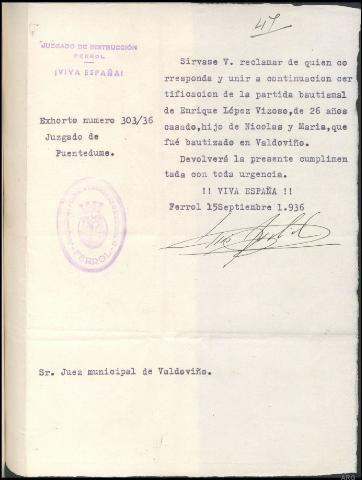 47
JUZGADO DE INSTRUCCIÓN
FERROL
¡VIVA ESPAÑA!
Sirvase V. reclamar de quien co
rresponda y unir a continuacion cer
tificacion de la partida bautismal
de Enrique López Vizoso, de 26 años
casado, hijo de Nicolas y Maria, que
fué bautizado en Valdoviño.
Devolverá la presente cumplimen
tada con toda urgencia.
!! VIVA ESPAÑA !!
Ferrol 15Septiembre 1.936
Exhorto numero 303/36
Juzgado de
Puentedume.
FERROL
Sr. Juez municipal de Valdoviño.
ARG